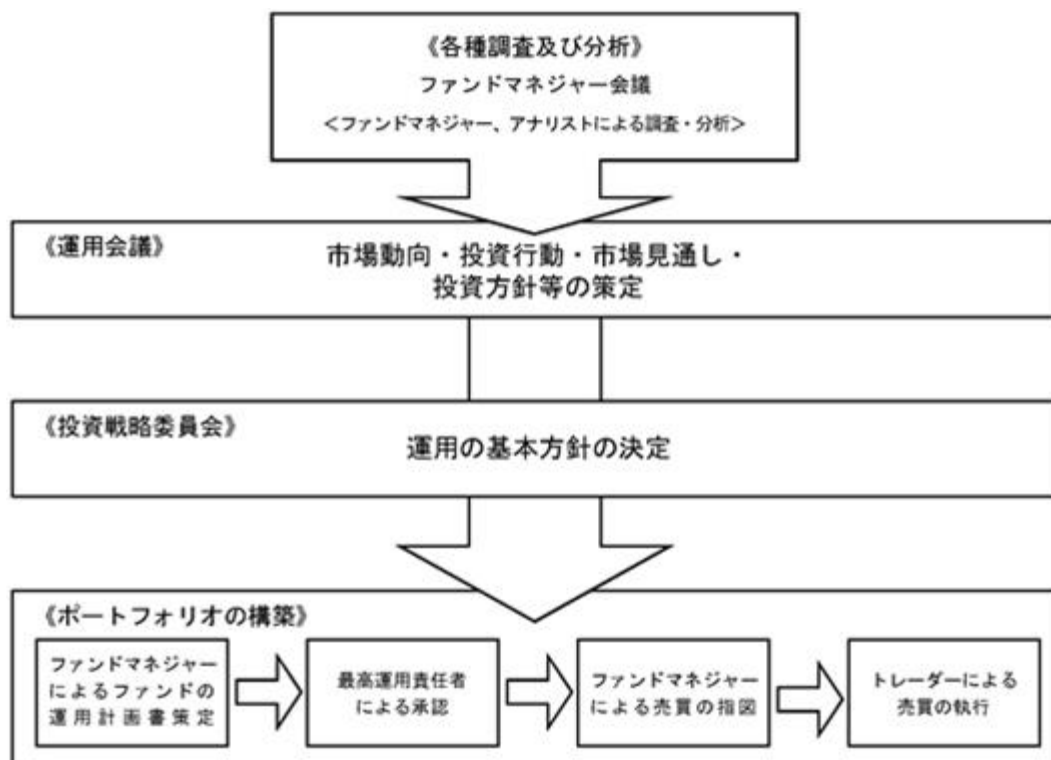 《各種調査及び分析》
ファンドマネジャー会議
<ファンドマネジャー、アナリストによる調査・分析>
《運用会議》
市場動向・投資行動・市場見通し・
投資方針等の策定
《投資戦略委員会》
運用の基本方針の決定
《ポートフォリオの構築》
ファンドマネジャー
によるファンドの
運用計画書策定
最高運用責任者
による承認
ファンドマネジャー
による売買の指図
トレーダーによる
売買の執行